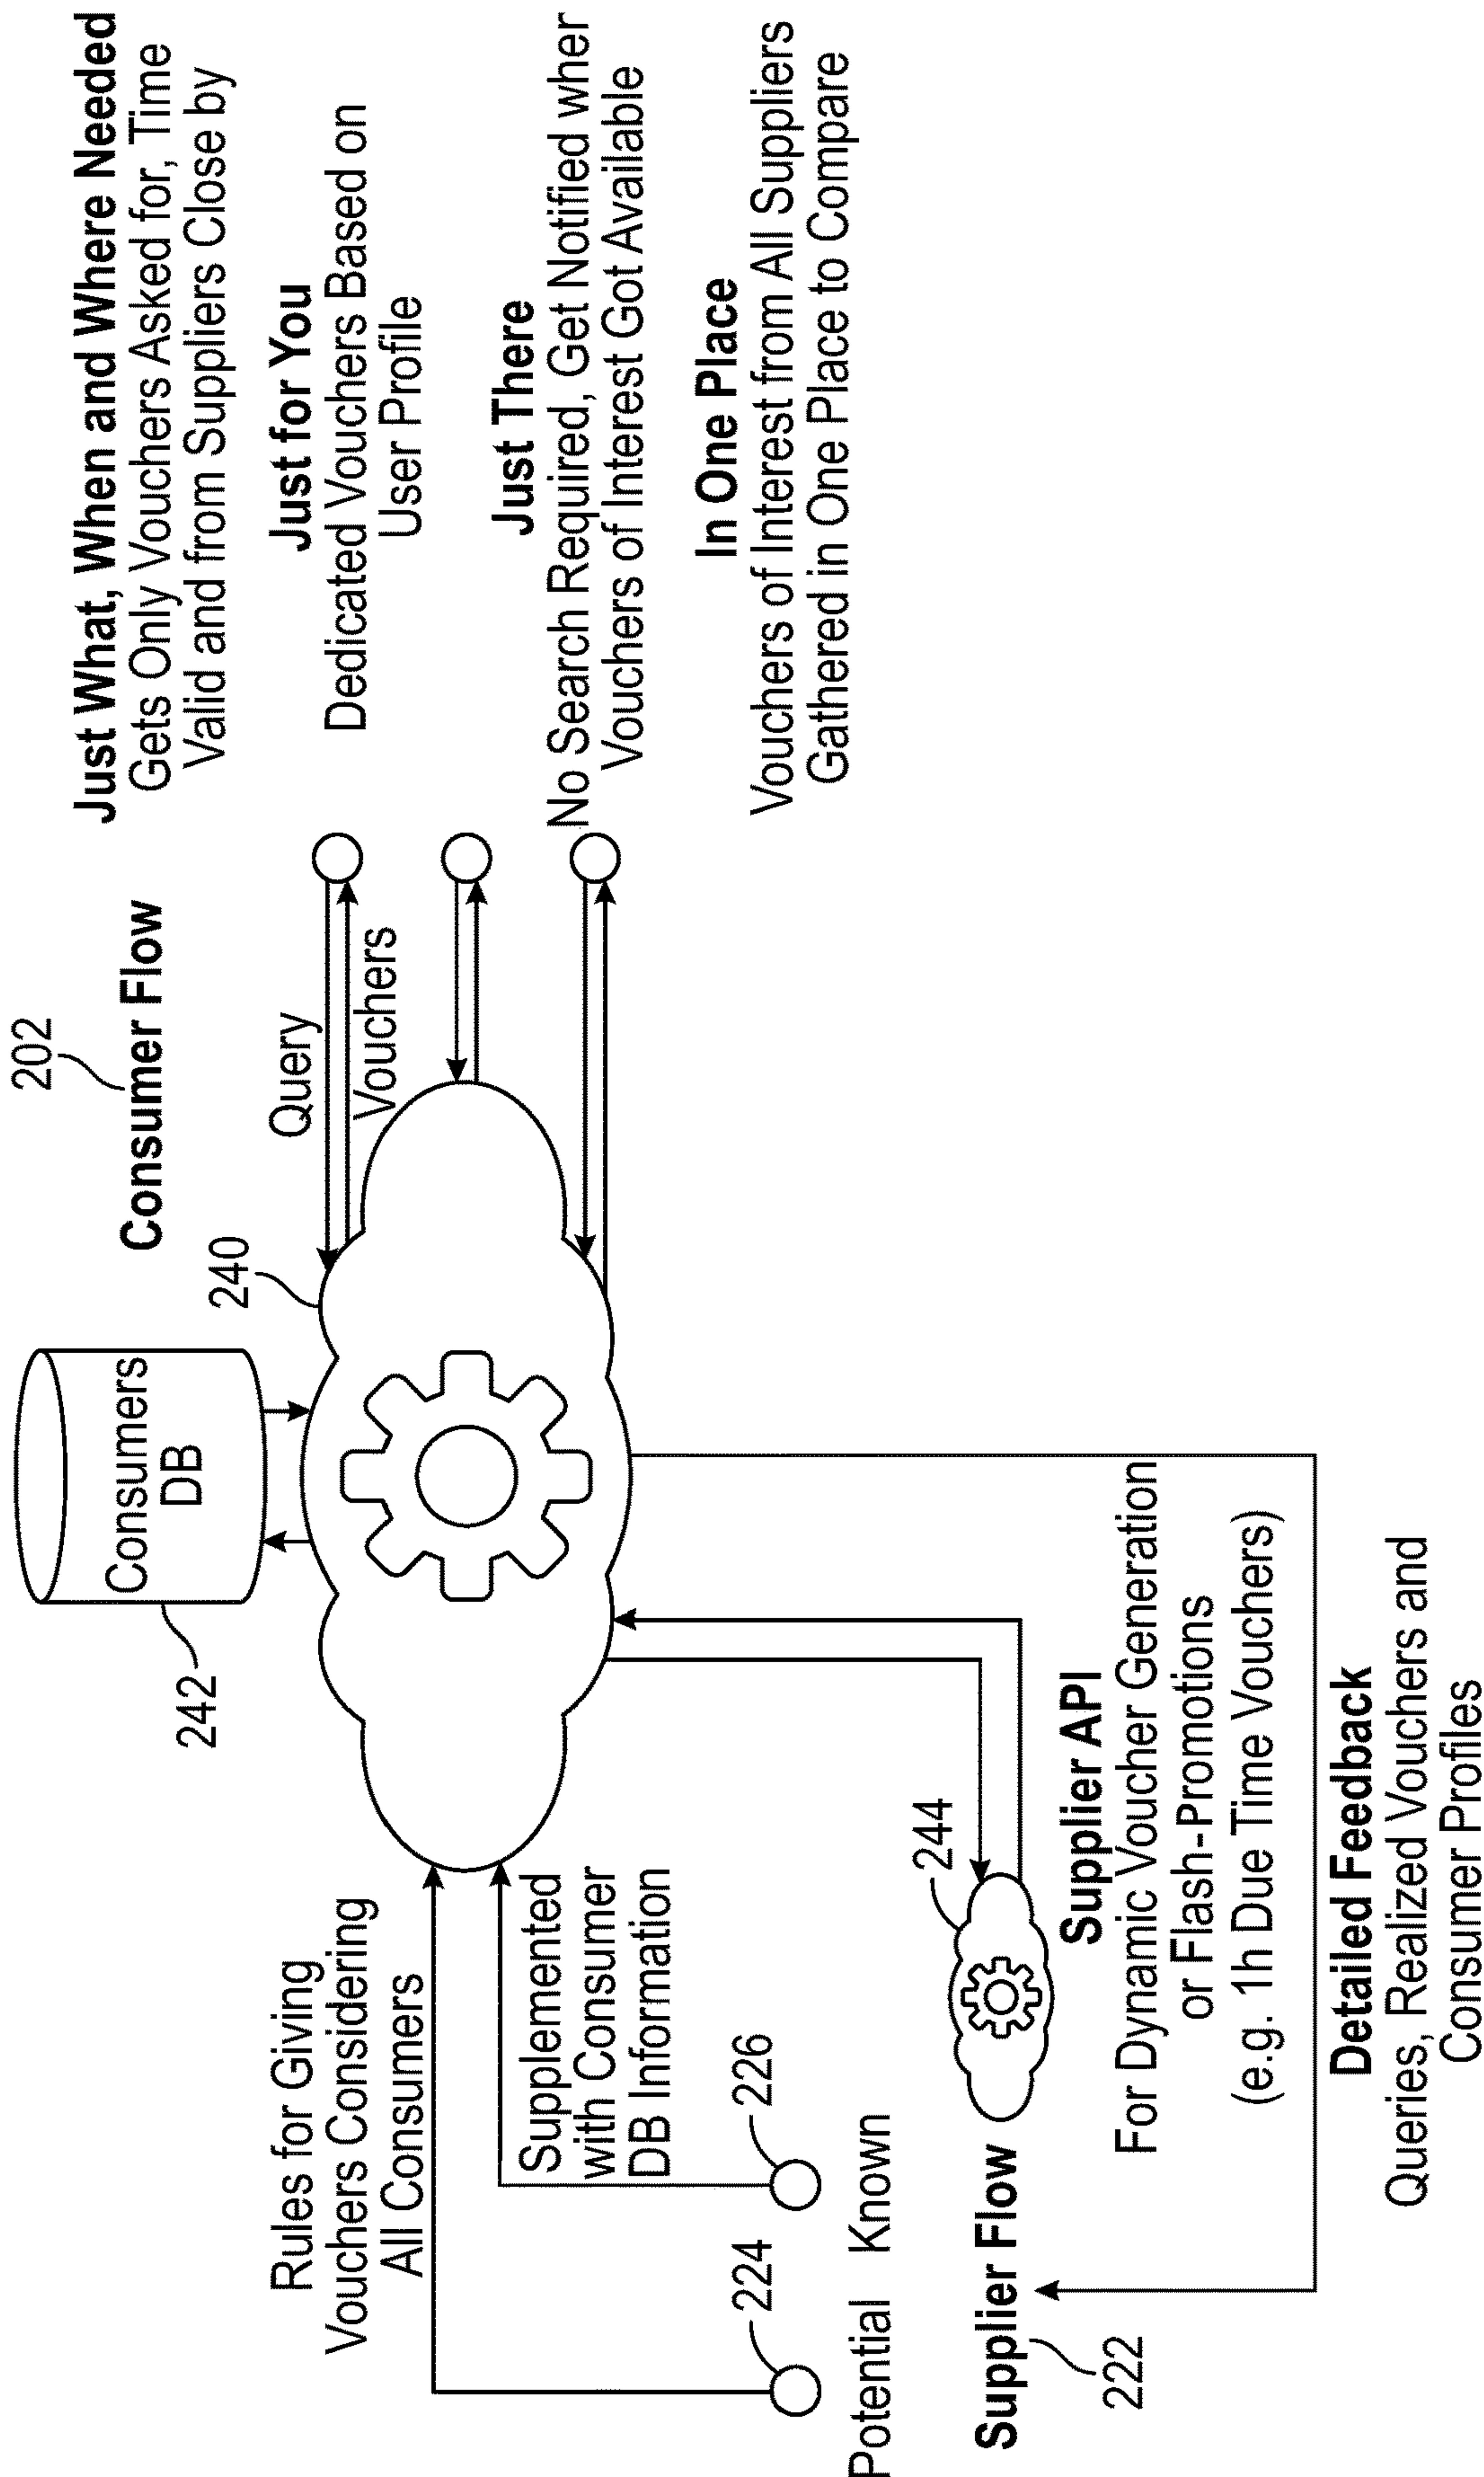 202
Consumer Flow
Consumers
DB
242
240
Query
Vouchers
Just What, When and Where Needed
Gets Only Vouchers Asked for, Time
Valid and from Suppliers Close by
Just for You
Dedicated Vouchers Based on
User Profile
Just There
No Search Required, Get Notified wher
Vouchers of Interest Got Available
In One Place
Vouchers of Interest from All Suppliers
Gathered in One Place to Compare
Rules for Giving
Vouchers Considering
All Consumers
Supplemented
with Consumer
DB Information
224
226
Potential Known
244
Supplier Flow
222
Supplier API
For Dynamic Voucher Generation
or Flash-Promotions
(e.g. 1h Due Time Vouchers)
Detailed Feedback
Queries, Realized Vouchers and
Consumer Profiles